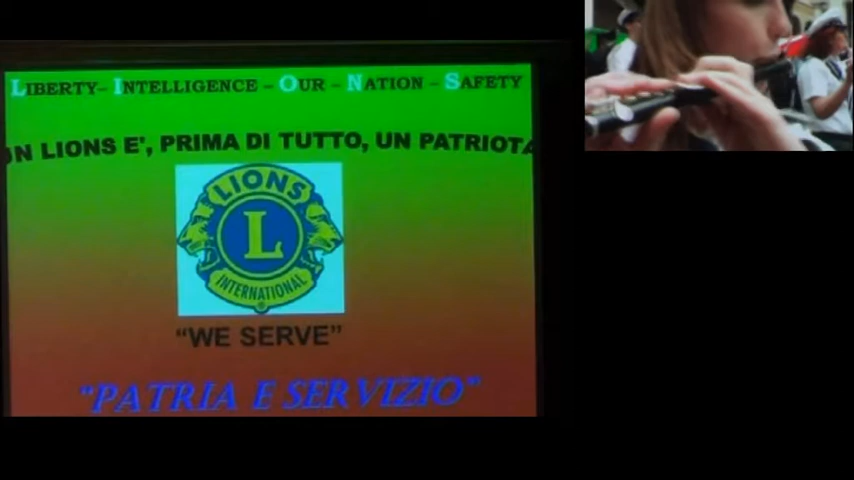 LIBERTY– INTELLIGENCE – OUR – NATION – SAFETY
UN LIONS E', PRIMA DI TUTTO, UN PATRIOTA
LIONS
L
INTERNATIONAL
"WE SERVE"
"PATRIA E SERVIZIO"